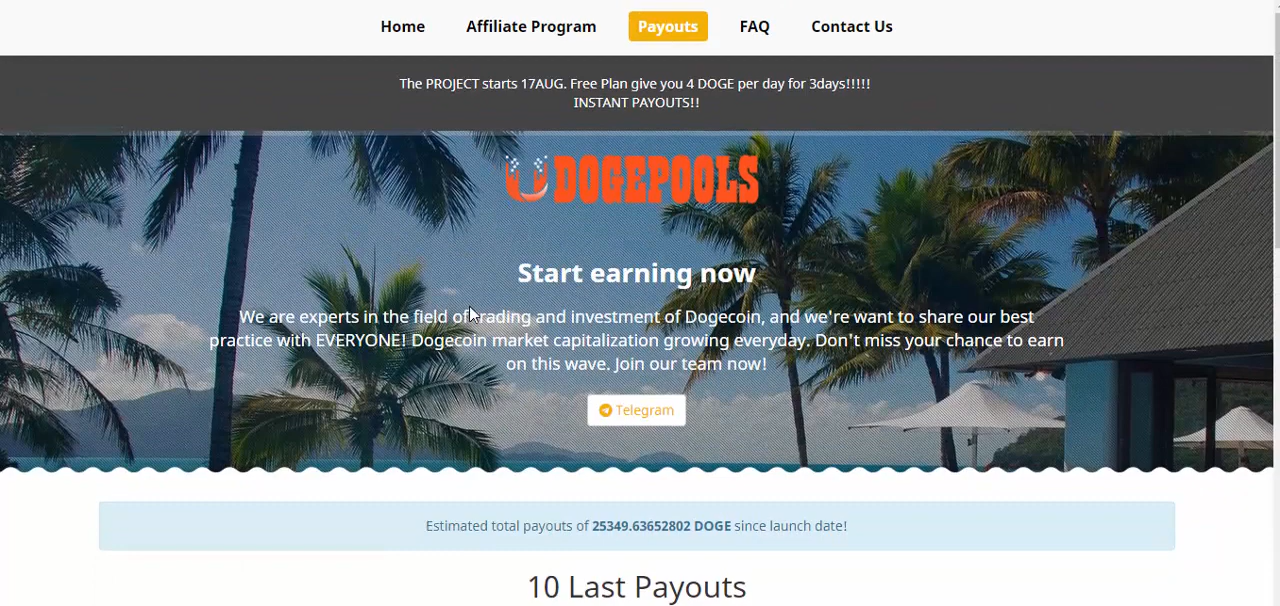 Home Affiliate Program Payouts FAQ Contact Us
The PROJECT starts 17AUG. Free Plan give you 4 DOGE per day for 3days!!!!!
INSTANT PAYOUTS!!
DOGEPOOLS
Start earning now
We are experts in the field of trading and investment of Dogecoin, and we're want to share our best
practice with EVERYONE! Dogecoin market capitalization growing everyday. Don't miss your chance to earn
on this wave. Join our team now!
Telegram
Estimated total payouts of 25349.63652802 DOGE since launch date!
10 Last Payouts